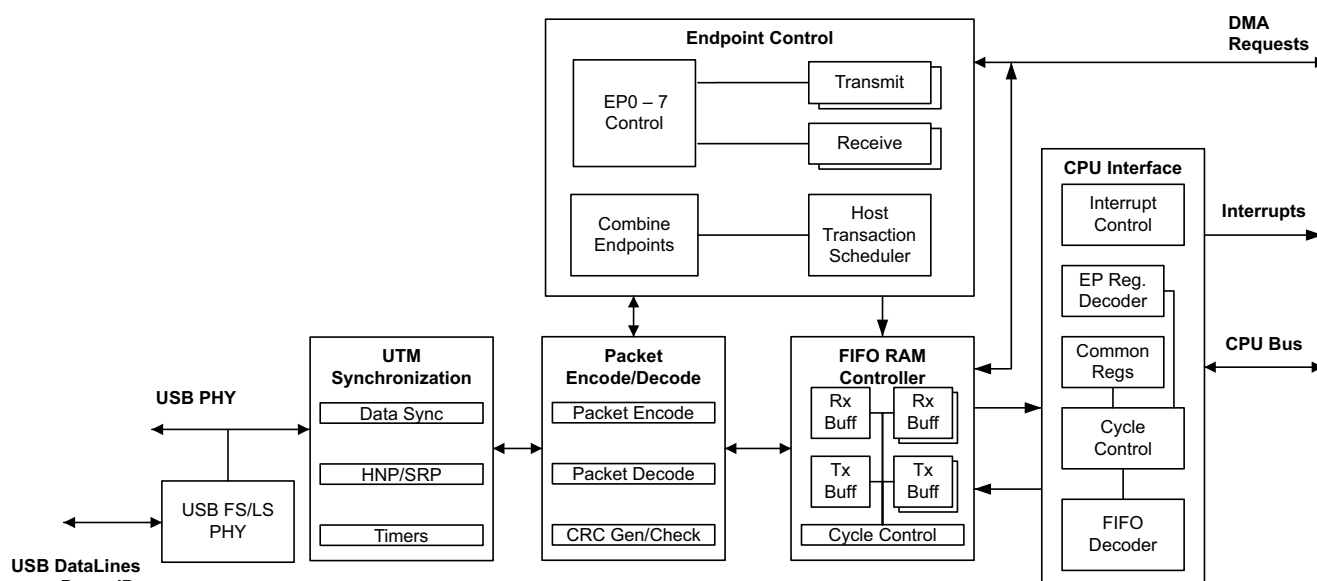 DMA
Requests
Endpoint Control
EP0 – 7
Control
Transmit
Receive
Combine
Endpoints
Host
Transaction
Scheduler
CPU Interface
Interrupt
Control
Interrupts
EP Reg.
Decoder
Common
Regs
CPU Bus
Cycle
Control
FIFO
Decoder
UTM
Synchronization
Data Sync
HNP/SRP
Timers
Packet
Encode/Decode
Packet Encode
Packet Decode
CRC Gen/Check
FIFO RAM
Controller
Rx
Buff
Rx
Buff
Tx
Buff
Tx
Buff
Cycle Control
USB PHY
USB FS/LS
PHY
USB DataLines